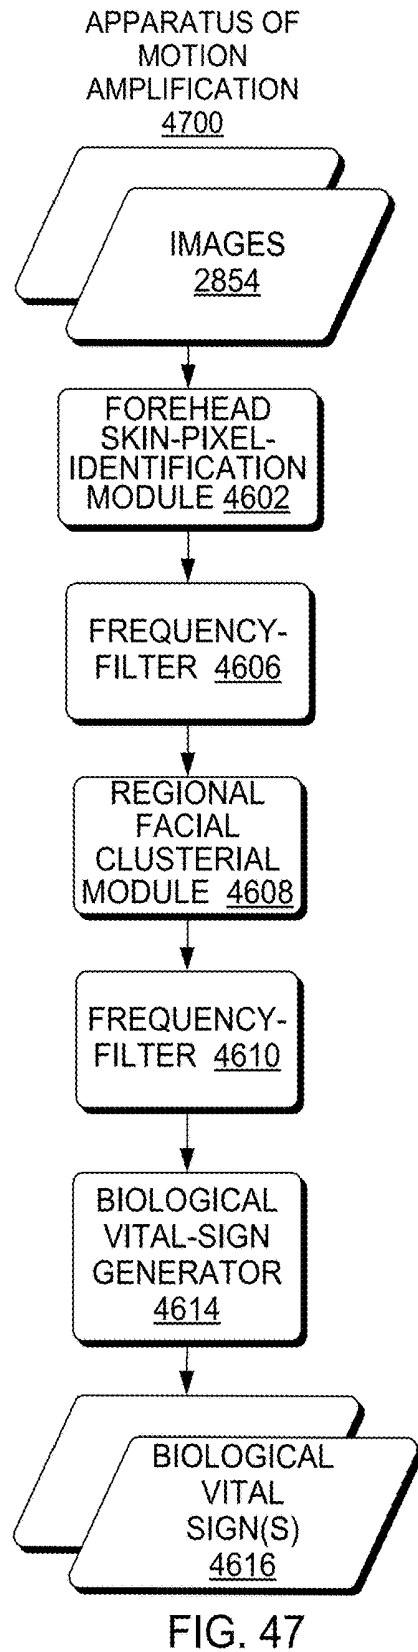 APPARATUS OF
MOTION
AMPLIFICATION
4700
IMAGES
2854
FOREHEAD
SKIN-PIXEL-
IDENTIFICATION
MODULE 4602
FREQUENCY-
FILTER 4606
REGIONAL
FACIAL
CLUSTERIAL
MODULE 4608
FREQUENCY-
FILTER 4610
BIOLOGICAL
VITAL-SIGN
GENERATOR
4614
BIOLOGICAL
VITAL
SIGN(S)
4616
FIG. 47